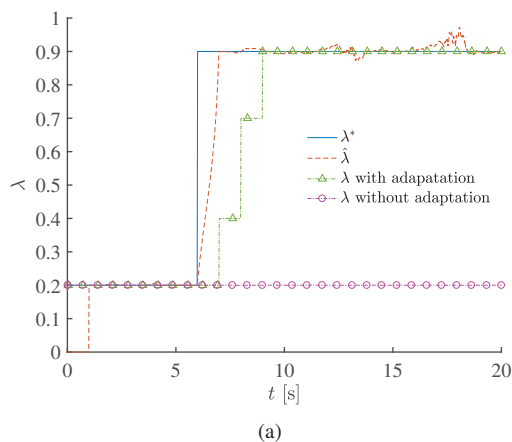 1
0.9
0.8
0.7
0.6
0.5
0.4
0.3
0.2
0.1
0
λ
λ*
λ̂
λ with adapatation
λ without adaptation
0 5 10 15 20
t [s]
(a)